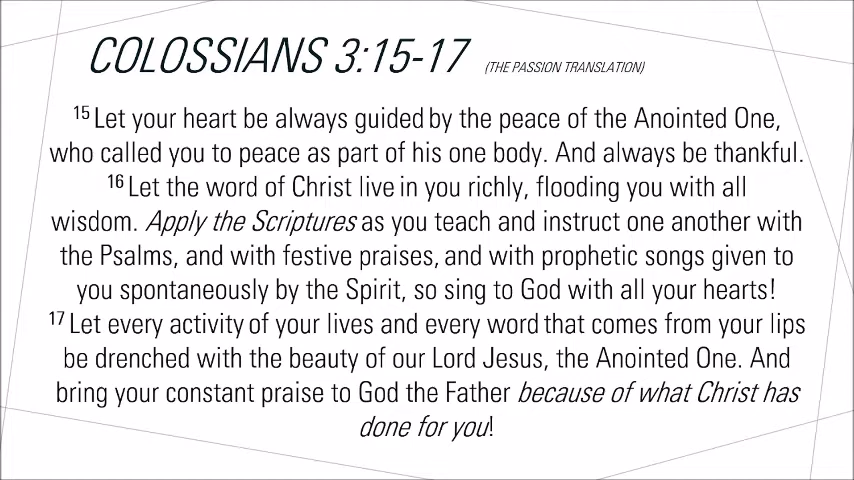 COLOSSIANS 3:15-17 (THE PASSION TRANSLATION)
15 Let your heart be always guided by the peace of the Anointed One,
who called you to peace as part of his one body. And always be thankful.
16 Let the word of Christ live in you richly, flooding you with all
wisdom. Apply the Scriptures as you teach and instruct one another with
the Psalms, and with festive praises, and with prophetic songs given to
you spontaneously by the Spirit, so sing to God with all your hearts!
17 Let every activity of your lives and every word that comes from your lips
be drenched with the beauty of our Lord Jesus, the Anointed One. And
bring your constant praise to God the Father because of what Christ has
done for you!